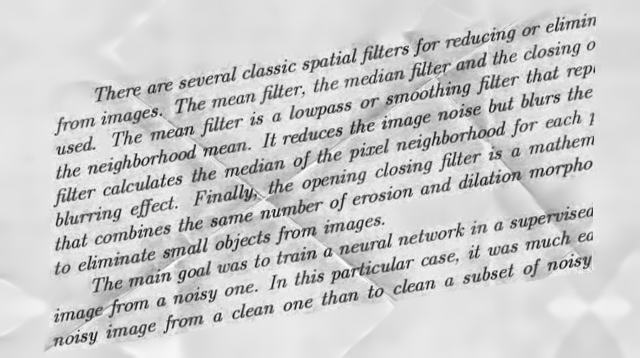 There are several classic spatial filters for reducing or elimin
from images. The mean filter, the median filter and the closing o
used. The mean filter is a lowpass or smoothing filter that rep
the neighborhood mean. It reduces the image noise but blurs the
filter calculates the median of the pixel neighborhood for each
blurring effect. Finally, the opening closing filter is a mathem
that combines the same number of erosion and dilation morpho
to eliminate small objects from images.
The main goal was to train a neural network in a supervised
image from a noisy one. In this particular case, it was much ea
noisy image from a clean one than to clean a subset of noisy